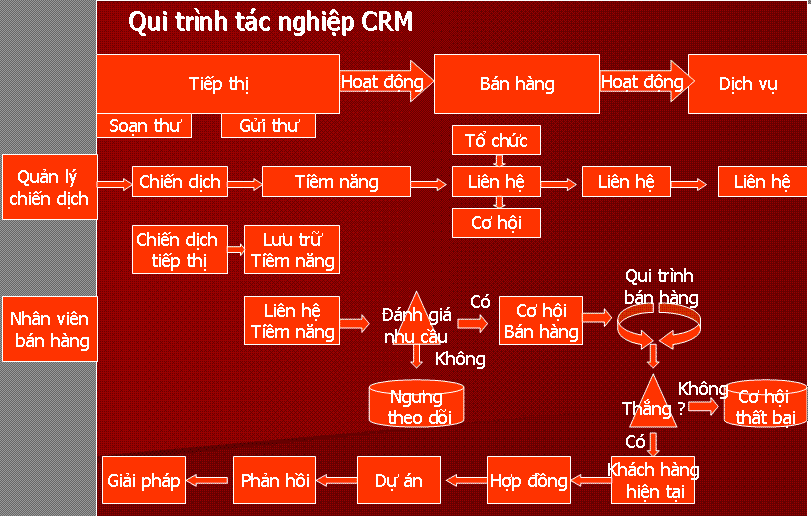 Qui trình tác nghiệp CRM
Tiếp thị
Hoạt động
Bán hàng
Hoạt động
Dịch vụ
Soạn thư
Gửi thư
Tổ chức
Quản lý
chiến dịch
Chiến dịch
Tiêm năng
Liên hệ
Liên hệ
Liên hệ
Cơ hội
Chiến dịch
tiếp thị
Lưu trữ
Tiêm năng
Nhân viên
bán hàng
Liên hệ
Tiêm năng
Đánh giá
nhu cầu
Có
Không
Cơ hội
Bán hàng
Qui trình
bán hàng
Ngưng
theo dõi
Thắng ?
Không
Cơ hội
thất bại
Có
Giải pháp
Phản hồi
Dự án
Hợp đồng
Khách hàng
hiện tại